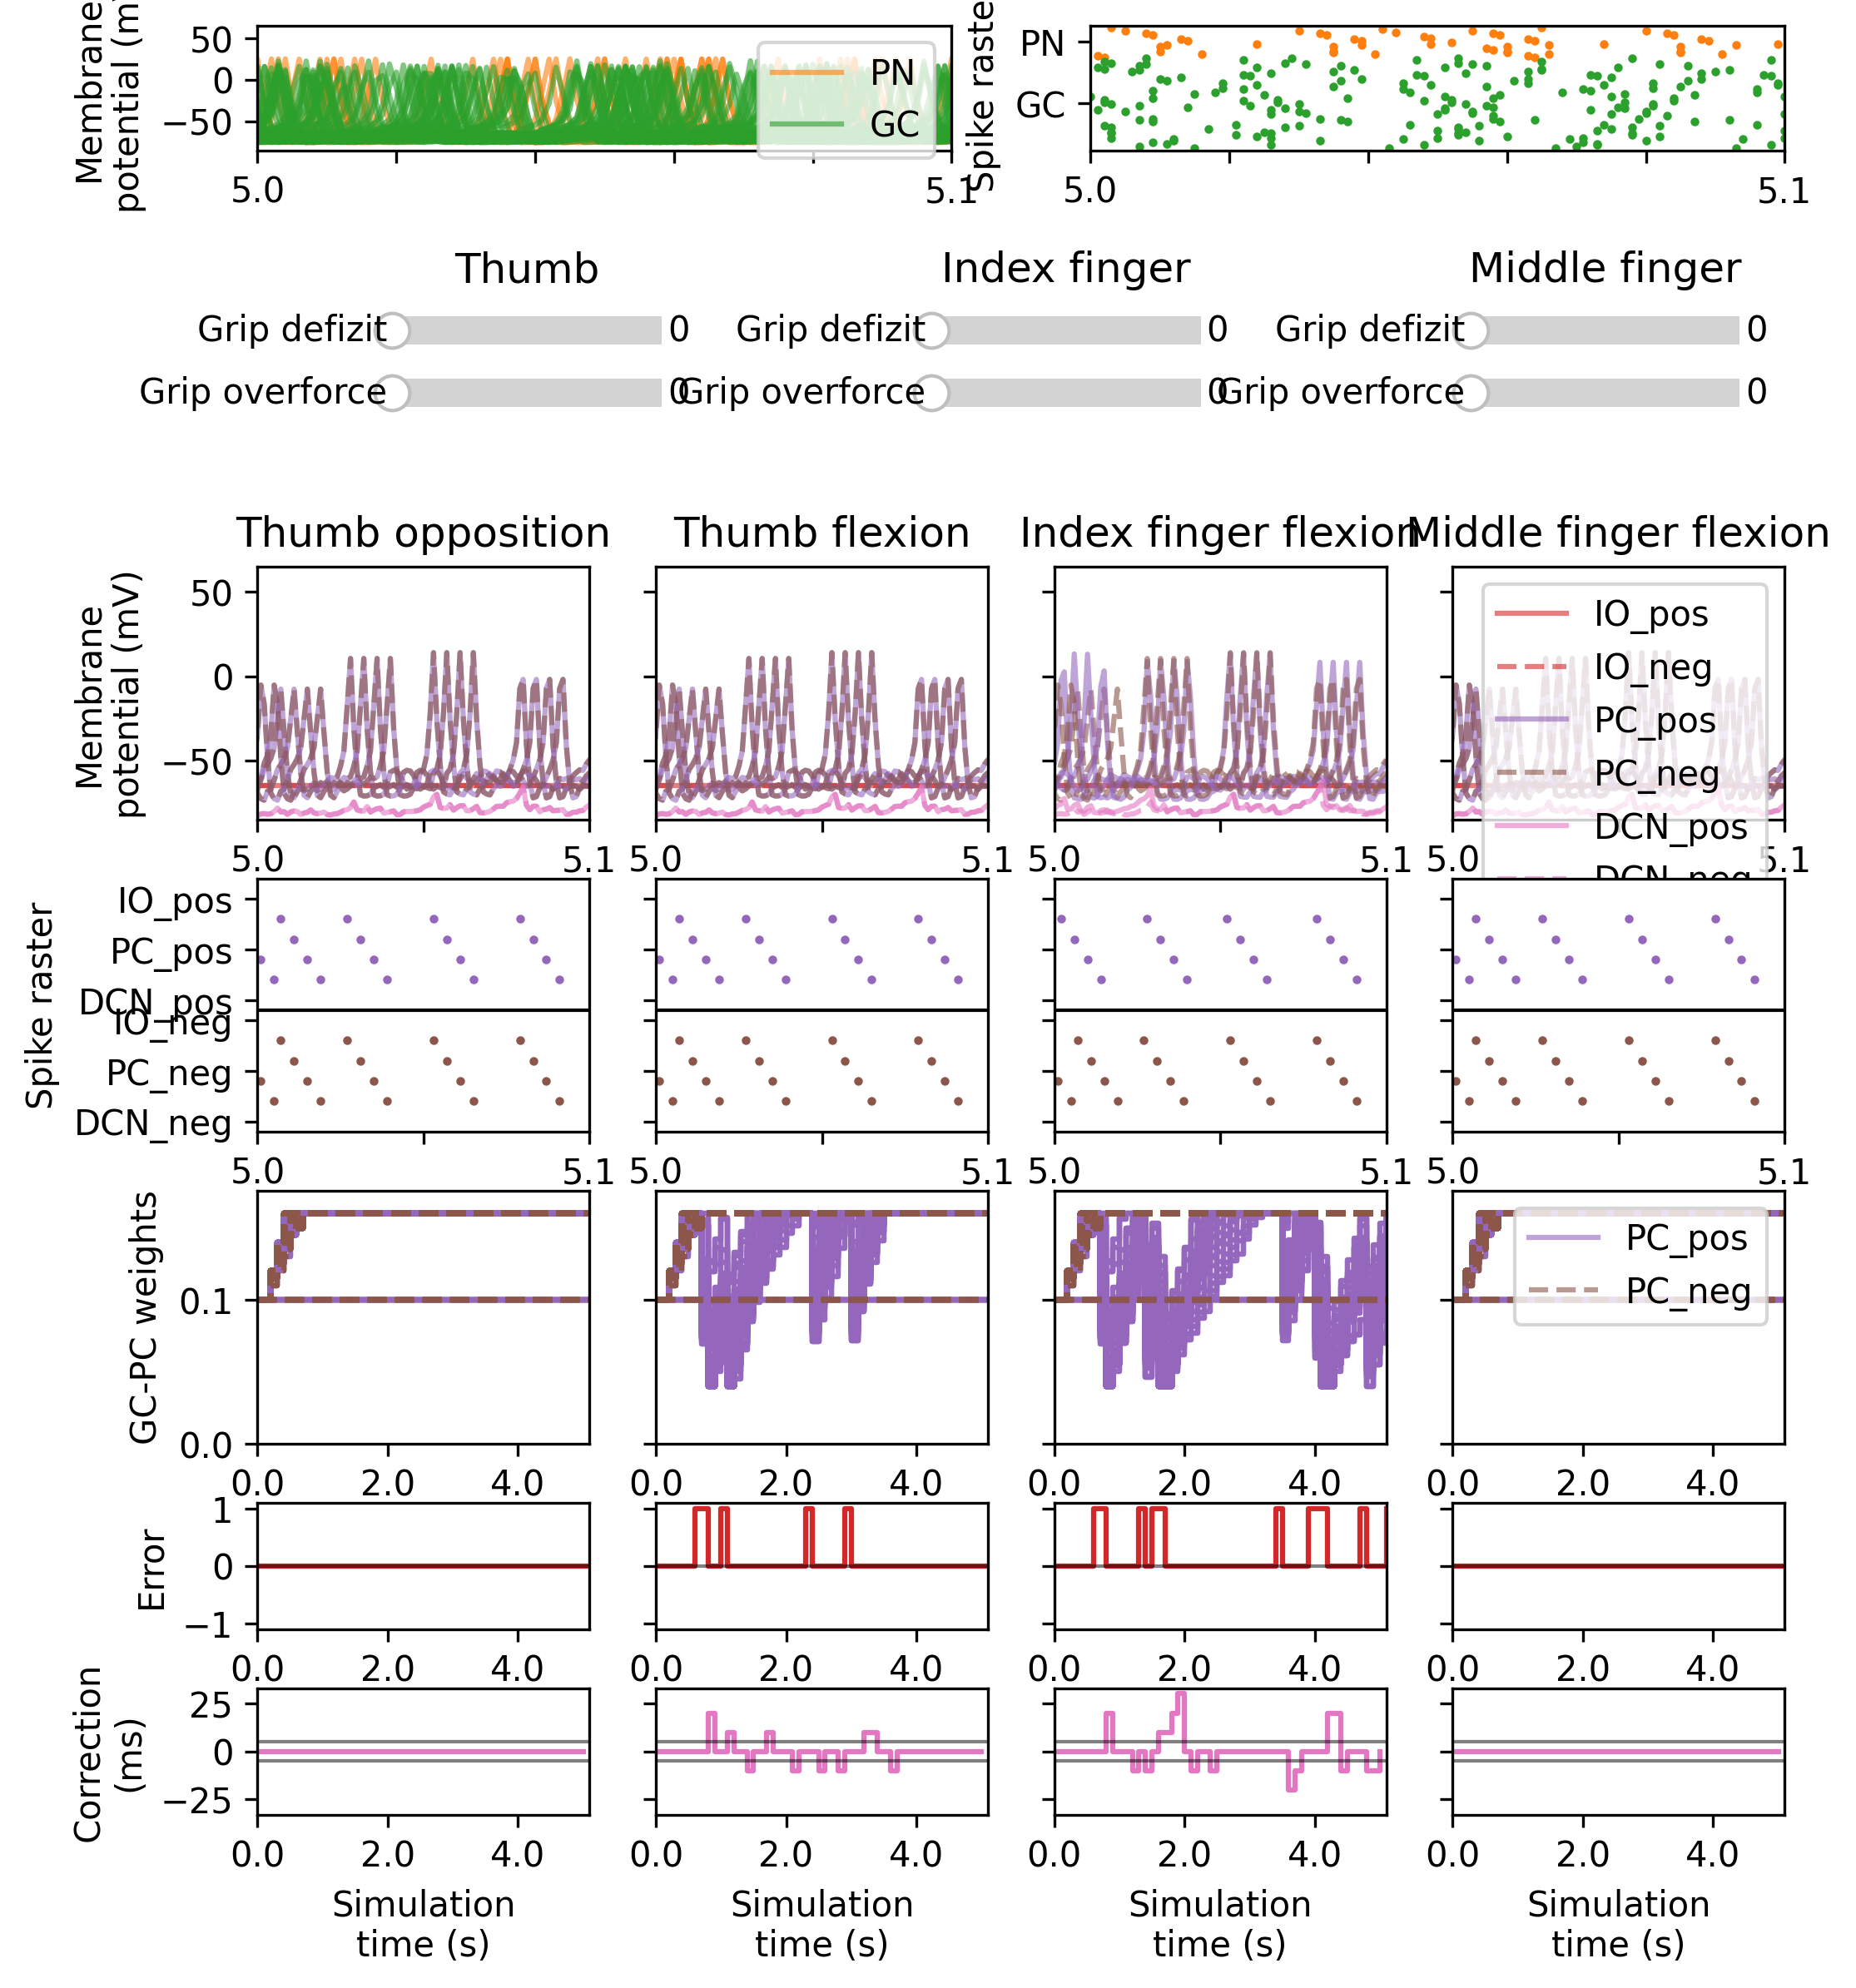 Membrane
potential (m
50
0
−50
PN
GC
5.0
5.1
Spike raster
PN
GC
5.0
5.1
Thumb
Index finger
Middle finger
Grip defizit
0
Grip defizit
0
Grip defizit
0
Grip overforce
0
Grip overforce
0
Grip overforce
0
Thumb opposition
Thumb flexion
Index finger flexion
Middle finger flexion
Membrane
potential (mV)
50
0
−50
IO_pos
IO_neg
PC_pos
PC_neg
DCN_pos
DCN_neg
5.0
5.1
5.0
5.1
5.0
5.1
5.0
5.1
Spike raster
IO_pos
PC_pos
DCN_pos
IO_neg
PC_neg
DCN_neg
5.0
5.1
5.0
5.1
5.0
5.1
5.0
5.1
GC-PC weights
0.1
0.0
PC_pos
PC_neg
0.0 2.0 4.0
0.0 2.0 4.0
0.0 2.0 4.0
0.0 2.0 4.0
Error
1
0
−1
0.0 2.0 4.0
0.0 2.0 4.0
0.0 2.0 4.0
0.0 2.0 4.0
Correction
(ms)
25
0
−25
0.0 2.0 4.0
0.0 2.0 4.0
0.0 2.0 4.0
0.0 2.0 4.0
Simulation
time (s)
Simulation
time (s)
Simulation
time (s)
Simulation
time (s)